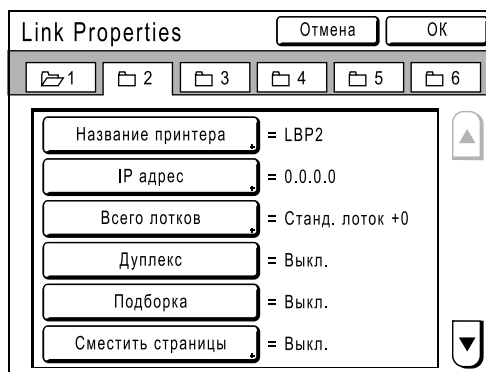 Link Properties Отмена OK
1 2 3 4 5 6
Название принтера = LBP2
IP адрес = 0.0.0.0
Всего лотков = Станд. лоток +0
Дуплекс = Выкл.
Подборка = Выкл.
Сместить страницы = Выкл.